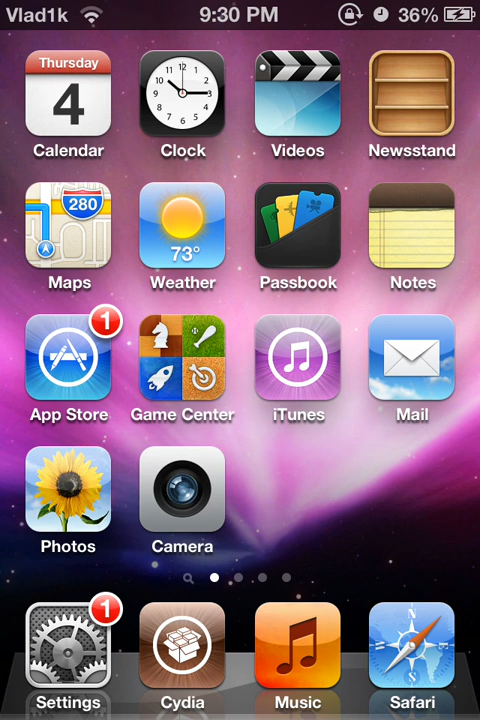 Vlad1k 9:30 PM 36%
Thursday
4
Calendar Clock Videos Newsstand
280
73°
Maps Weather Passbook Notes
1
App Store Game Center iTunes Mail
Photos Camera
1
Settings Cydia Music Safari